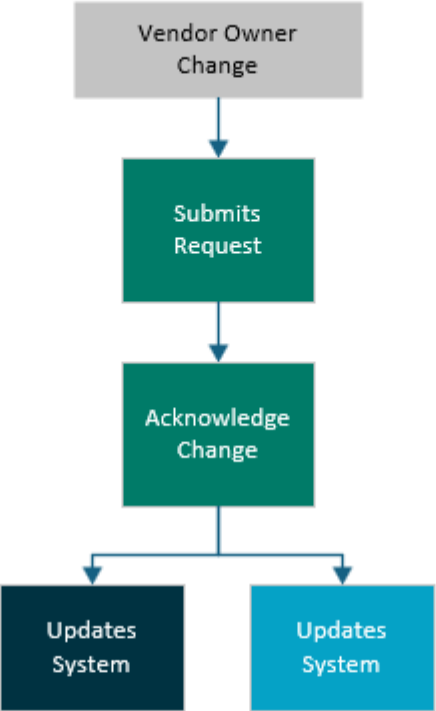 Vendor Owner
Change
Submits
Request
Acknowledge
Change
Updates
System
Updates
System